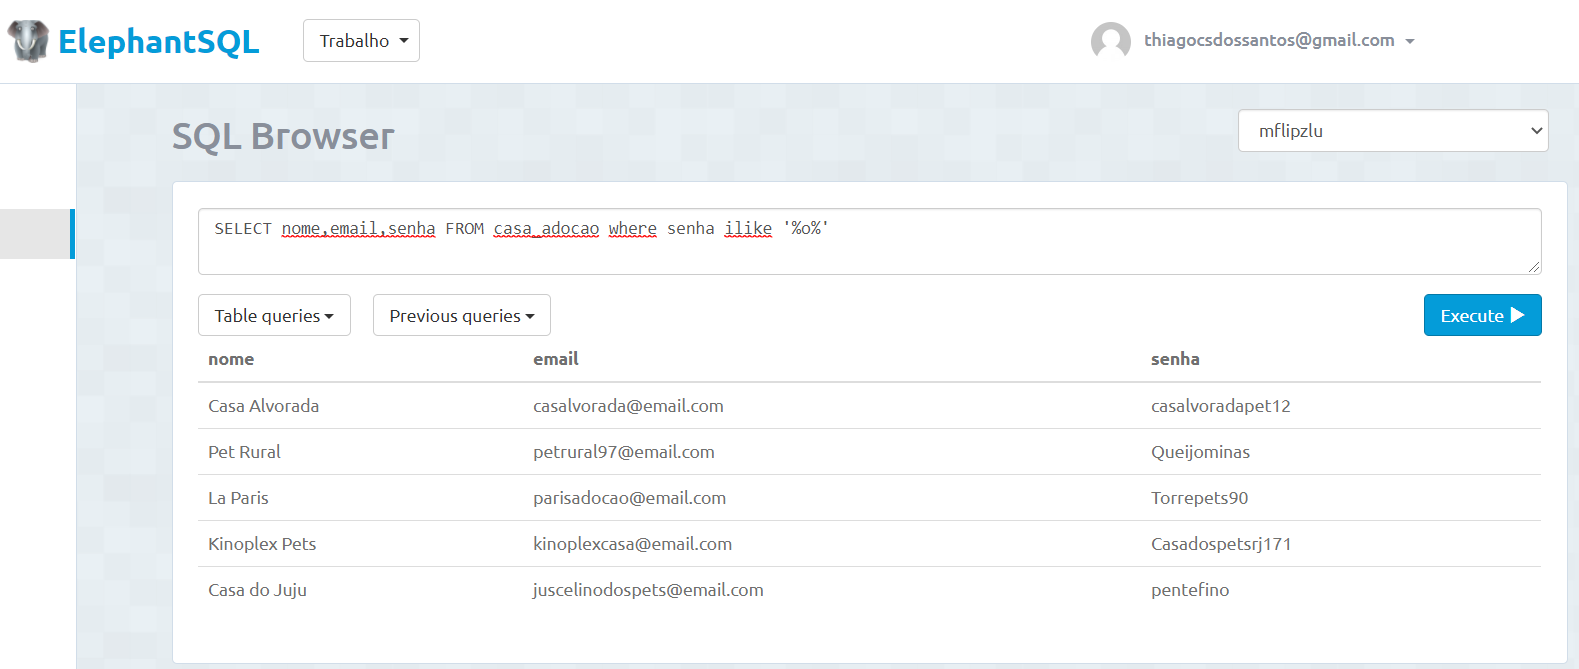 ElephantSQL
Trabalho
thiagocsdossantos@gmail.com
SQL Browser
mflipzlu
SELECT nome,email,senha FROM casa_adocao where senha ilike '%o%'
Table queries
Previous queries
Execute
nome email senha
Casa Alvorada casalvorada@email.com casalvoradapet12
Pet Rural petrural97@email.com Queijominas
La Paris parisadocao@email.com Torrepets90
Kinoplex Pets kinoplexcasa@email.com Casadospetsrj171
Casa do Juju juscelinodospets@email.com pentefino